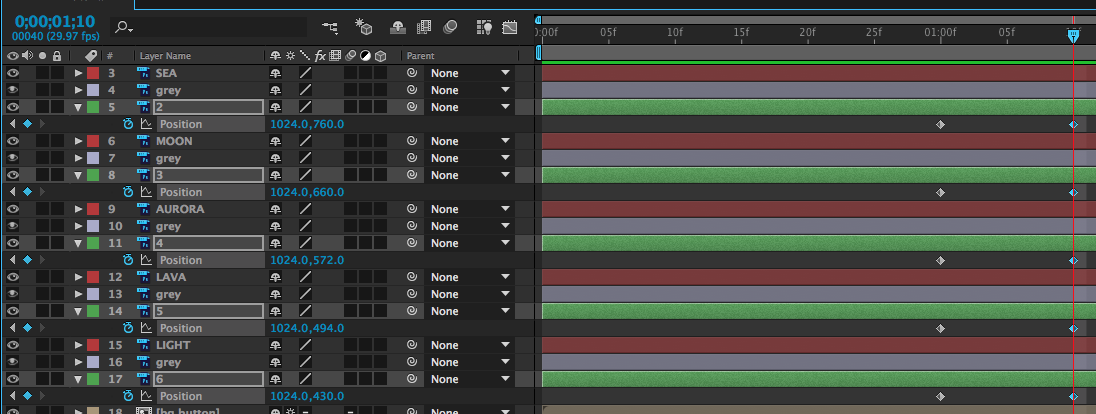 0;00;01;10
00040 (29.97 fps)
:00f 05f 10f 15f 20f 25f 01:00f 05f
# Layer Name fx Parent
3 SEA None
4 grey None
5 2 None
Position 1024.0,760.0
6 MOON None
7 grey None
8 3 None
Position 1024.0,660.0
9 AURORA None
10 grey None
11 4 None
Position 1024.0,572.0
12 LAVA None
13 grey None
14 5 None
Position 1024.0,494.0
15 LIGHT None
16 grey None
17 6 None
Position 1024.0,430.0
18 [bg button] None